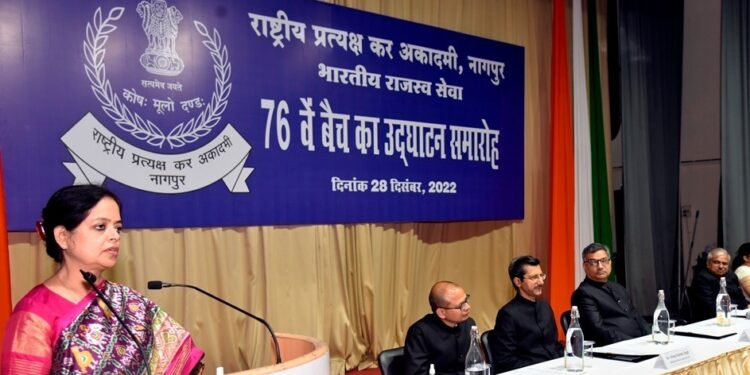 सत्यमेव जयते
कोष: मूलो दण्ड:
राष्ट्रीय प्रत्यक्ष कर अकादमी
नागपुर
राष्ट्रीय प्रत्यक्ष कर अकादमी, नागपुर
भारतीय राजस्व सेवा
76 वें बैच का उद्घाटन समारोह
दिनांक 28 दिसंबर, 2022